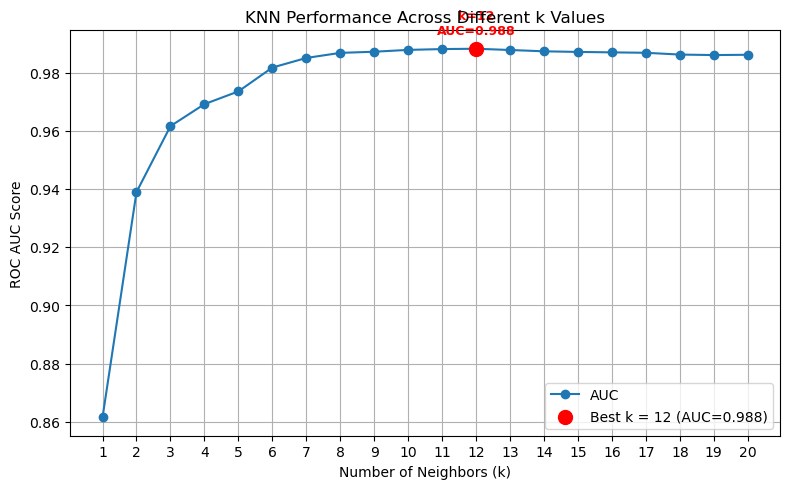 KNN Performance Across Different k Values
k=12
AUC=0.988
ROC AUC Score
0.98
0.96
0.94
0.92
0.90
0.88
0.86
1 2 3 4 5 6 7 8 9 10 11 12 13 14 15 16 17 18 19 20
Number of Neighbors (k)
AUC
Best k = 12 (AUC=0.988)